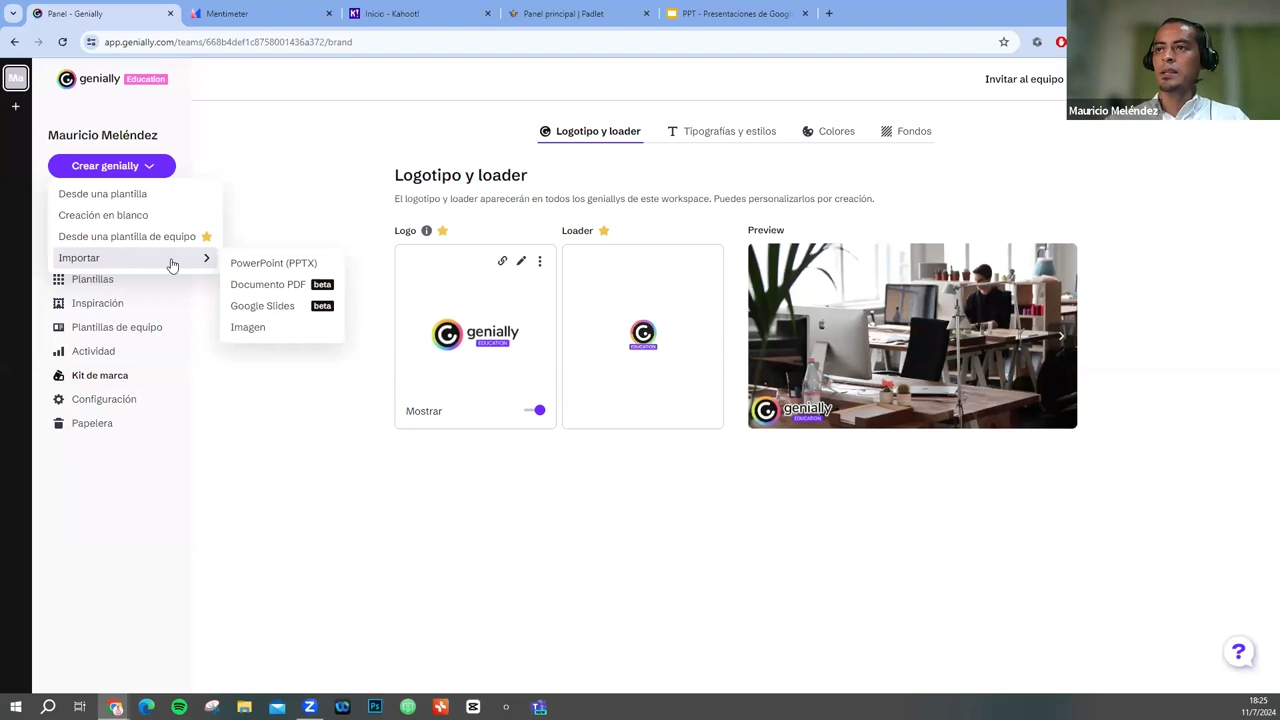 Panel - Genially
Mentimeter
Inicio - Kahoot!
Panel principal | Padlet
PPT - Presentaciones de Google
app.genially.com/teams/668b4def1c8758001436a372/brand
Ma
genially Education
Invitar al equipo
Mauricio Meléndez
Mauricio Meléndez
Crear genially
Desde una plantilla
Creación en blanco
Desde una plantilla de equipo
Importar
PowerPoint (PPTX)
Documento PDF beta
Google Slides beta
Imagen
Plantillas
Inspiración
Plantillas de equipo
Actividad
Kit de marca
Configuración
Papelera
Logotipo y loader
Tipografías y estilos
Colores
Fondos
Logotipo y loader
El logotipo y loader aparecerán en todos los geniallys de este workspace. Puedes personalizarlos por creación.
Logo
Loader
Preview
genially
EDUCATION
EDUCATION
Mostrar
genially
EDUCATION
?
18:25
11/7/2024